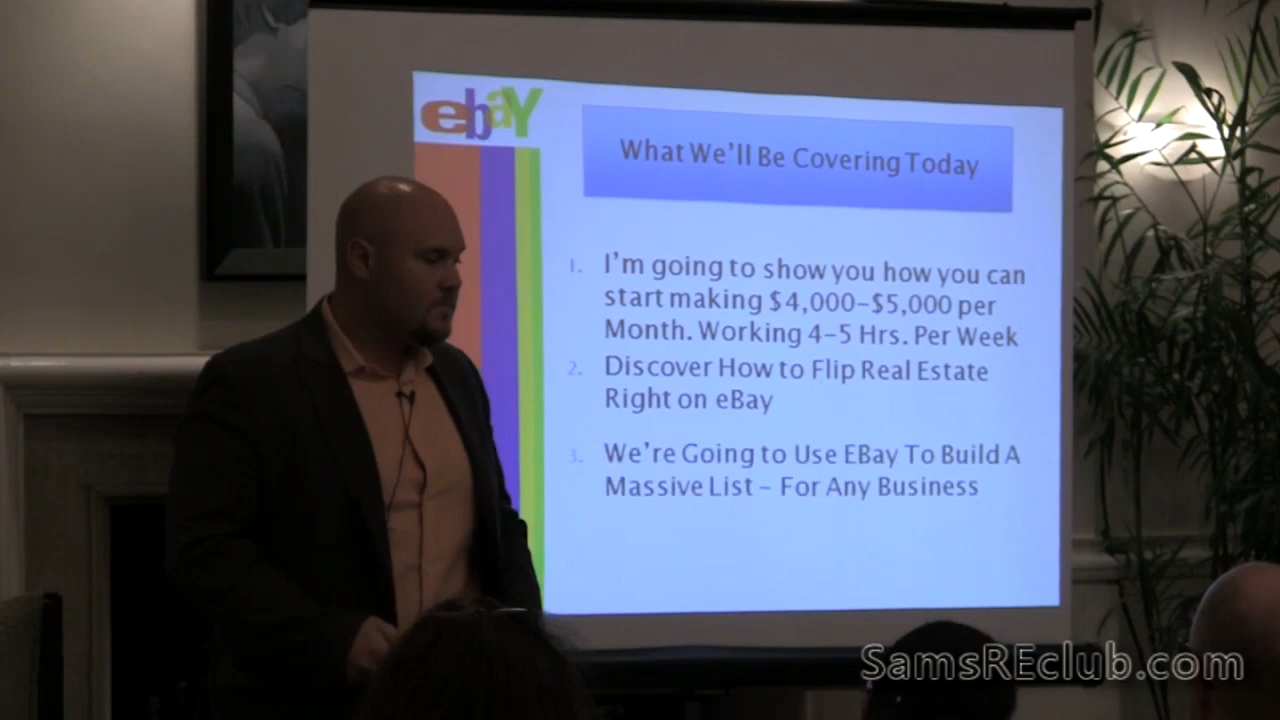 ebaY
What We'll Be Covering Today
1. I'm going to show you how you can
start making $4,000–$5,000 per
Month. Working 4–5 Hrs. Per Week
2. Discover How to Flip Real Estate
Right on eBay
3. We're Going to Use EBay To Build A
Massive List – For Any Business
SamsREclub.com